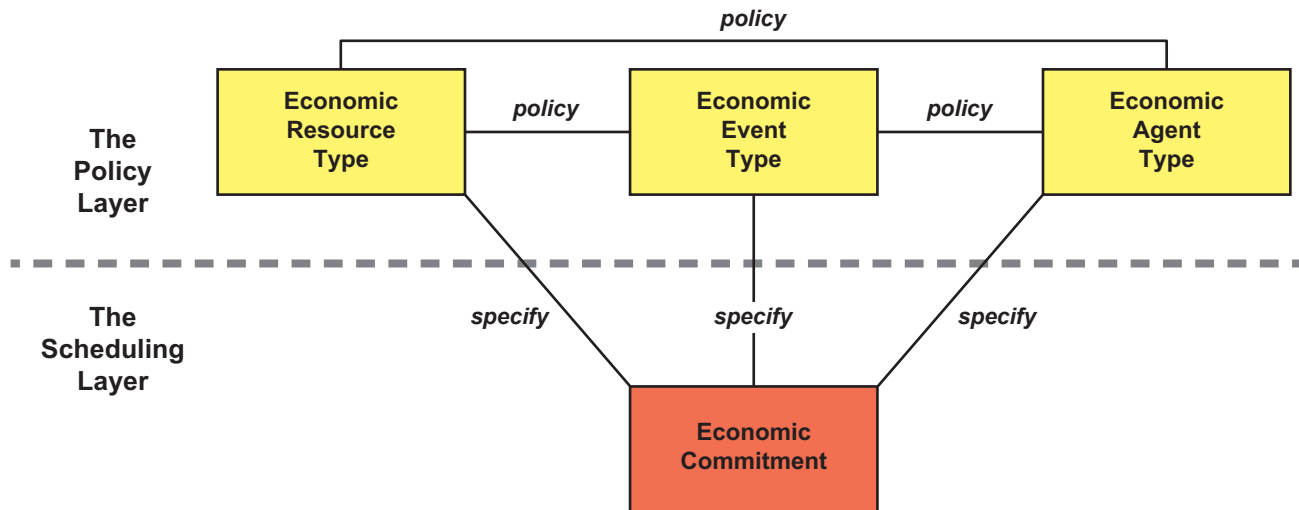 policy
Economic
Resource
Type
policy
Economic
Event
Type
policy
Economic
Agent
Type
The
Policy
Layer
The
Scheduling
Layer
specify
specify
specify
Economic
Commitment